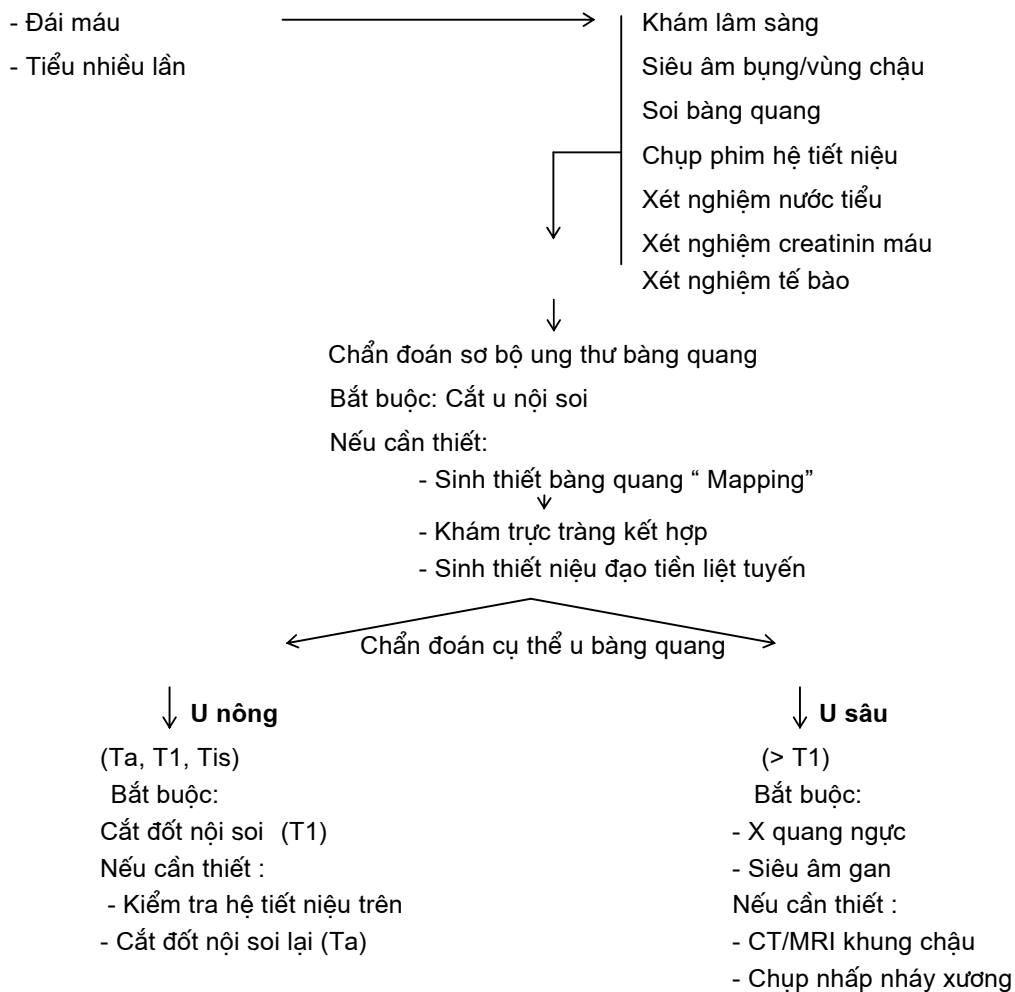 - Đái máu
- Tiểu nhiều lần
Khám lâm sàng
Siêu âm bụng/vùng chậu
Soi bàng quang
Chụp phim hệ tiết niệu
Xét nghiệm nước tiểu
Xét nghiệm creatinin máu
Xét nghiệm tế bào
Chẩn đoán sơ bộ ung thư bàng quang
Bắt buộc: Cắt u nội soi
Nếu cần thiết:
- Sinh thiết bàng quang “ Mapping”
- Khám trực tràng kết hợp
- Sinh thiết niệu đạo tiền liệt tuyến
Chẩn đoán cụ thể u bàng quang
U nông
(Ta, T1, Tis)
Bắt buộc:
Cắt đốt nội soi (T1)
Nếu cần thiết :
- Kiểm tra hệ tiết niệu trên
- Cắt đốt nội soi lại (Ta)
U sâu
(> T1)
Bắt buộc:
- X quang ngực
- Siêu âm gan
Nếu cần thiết :
- CT/MRI khung chậu
- Chụp nhấp nháy xương